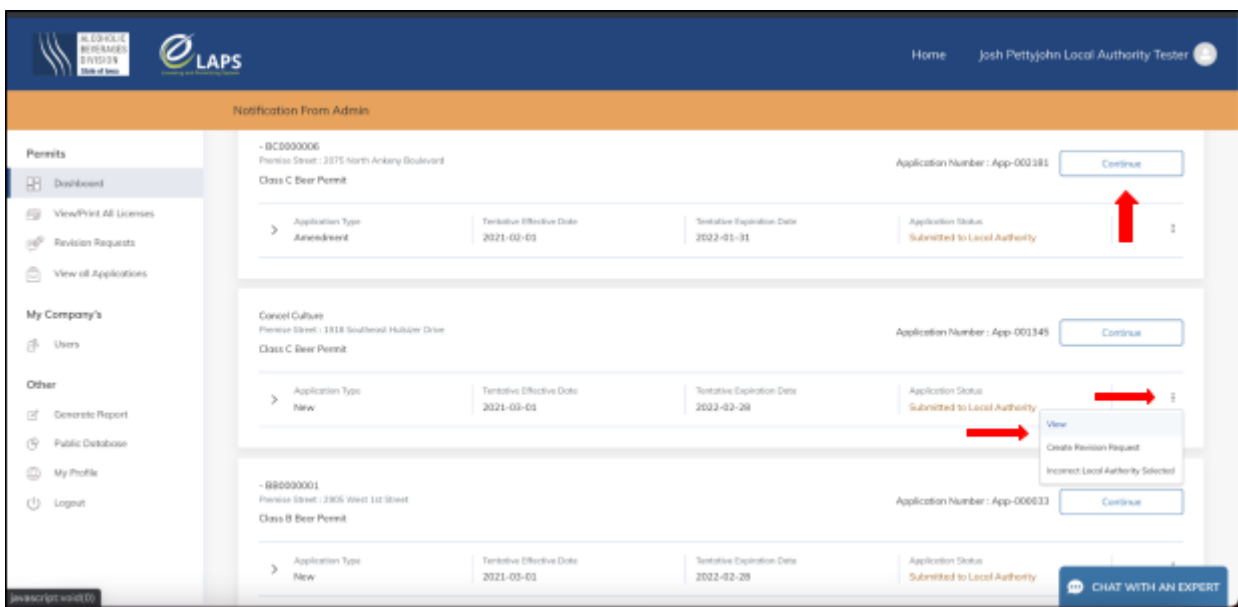 ALCOHOLIC
BEVERAGES
DIVISION
State of Iowa
e LAPS
Home
Josh Pettyjohn Local Authority Tester
Notification From Admin
Permits
Dashboard
View/Print All Licenses
Revision Requests
View all Applications
My Company's
Users
Other
Generate Report
Public Database
My Profile
Logout
javascript:void(0)
- BC0000006
Premise Street : 2075 North Ankeny Boulevard
Class C Beer Permit
Application Number : App-002181
Continue
Application Type
Amendment
Tentative Effective Date
2021-02-01
Tentative Expiration Date
2022-01-31
Application Status
Submitted to Local Authority
Cancel Culture
Premise Street : 1918 Southeast Hulsizer Drive
Class C Beer Permit
Application Number : App-001345
Continue
Application Type
New
Tentative Effective Date
2021-03-01
Tentative Expiration Date
2022-02-28
Application Status
Submitted to Local Authority
View
Create Revision Request
Incorrect Local Authority Selected
- BB0000001
Premise Street : 2905 West 1st Street
Class B Beer Permit
Application Number : App-000033
Continue
Application Type
New
Tentative Effective Date
2021-03-01
Tentative Expiration Date
2022-02-28
Application Status
Submitted to Local Authority
CHAT WITH AN EXPERT